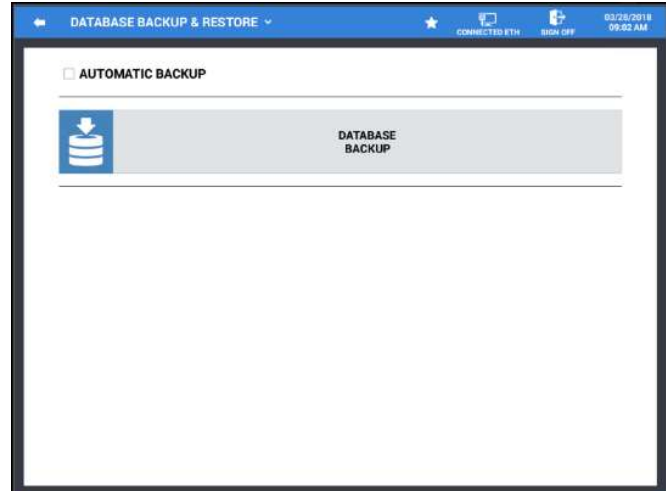 DATABASE BACKUP & RESTORE
CONNECTED ETH
SIGN OFF
03/28/2018
09:02 AM
AUTOMATIC BACKUP
DATABASE
BACKUP